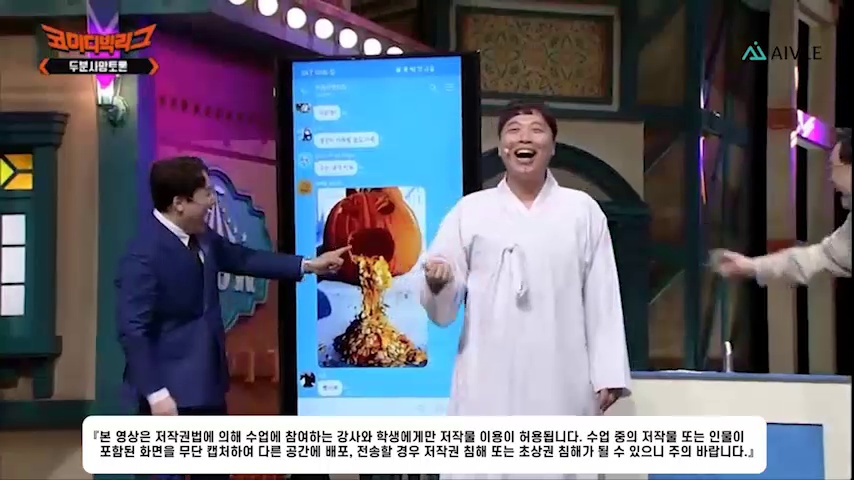 코미디빅리그
두분사망토론
AIVLE
『본 영상은 저작권법에 의해 수업에 참여하는 강사와 학생에게만 저작물 이용이 허용됩니다. 수업 중의 저작물 또는 인물이
포함된 화면을 무단 캡처하여 다른 공간에 배포, 전송할 경우 저작권 침해 또는 초상권 침해가 될 수 있으니 주의 바랍니다.』